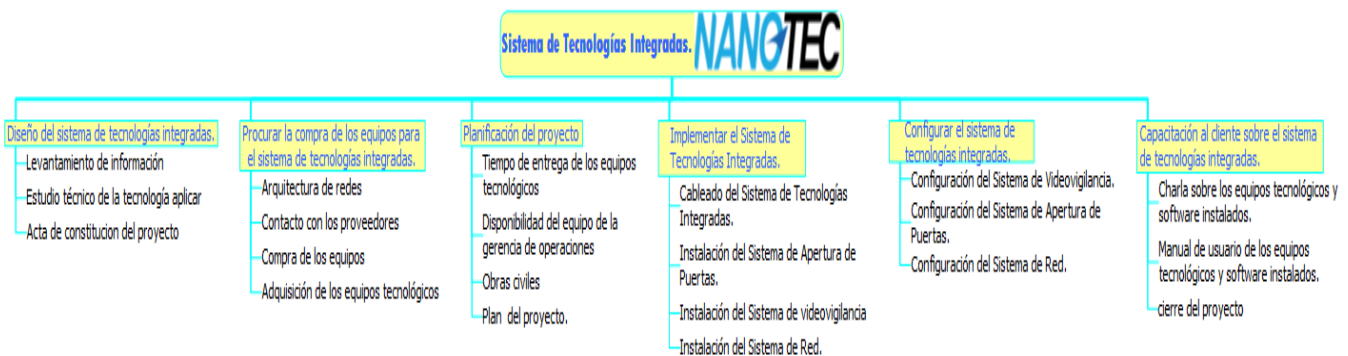 Sistema de Tecnologías Integradas. NANOTEC
Diseño del sistema de tecnologías integradas.
Levantamiento de información
Estudio técnico de la tecnología aplicar
Acta de constitucion del proyecto
Procurar la compra de los equipos para
el sistema de tecnologías integradas.
Arquitectura de redes
Contacto con los proveedores
Compra de los equipos
Adquisición de los equipos tecnológicos
Planificación del proyecto
Tiempo de entrega de los equipos
tecnológicos
Disponibilidad del equipo de la
gerencia de operaciones
Obras civiles
Plan del proyecto.
Implementar el Sistema de
Tecnologías Integradas.
Cableado del Sistema de Tecnologías
Integradas.
Instalación del Sistema de Apertura de
Puertas.
Instalación del Sistema de videovigilancia
Instalación del Sistema de Red.
Configurar el sistema de
tecnologías integradas.
Configuración del Sistema de Videovigilancia.
Configuración del Sistema de Apertura de
Puertas.
Configuración del Sistema de Red.
Capacitación al cliente sobre el sistema
de tecnologías integradas.
Charla sobre los equipos tecnológicos y
software instalados.
Manual de usuario de los equipos
tecnológicos y software instalados.
cierre del proyecto